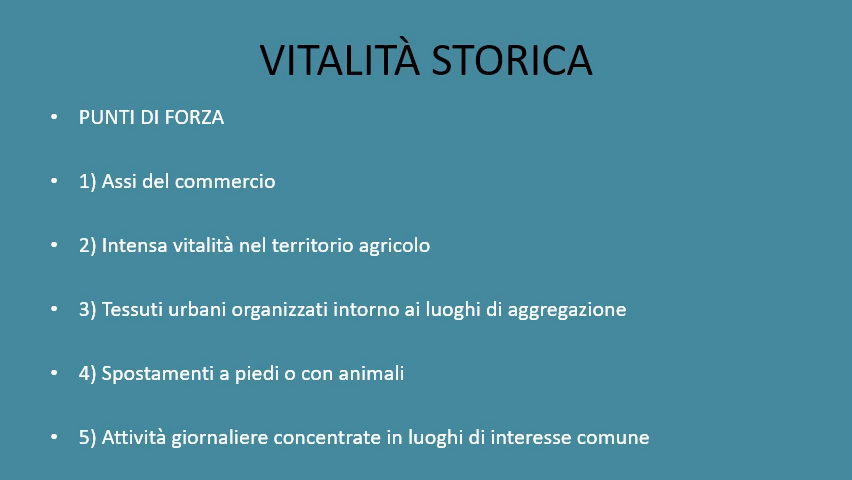 VITALITÀ STORICA
• PUNTI DI FORZA
• 1) Assi del commercio
• 2) Intensa vitalità nel territorio agricolo
• 3) Tessuti urbani organizzati intorno ai luoghi di aggregazione
• 4) Spostamenti a piedi o con animali
• 5) Attività giornaliere concentrate in luoghi di interesse comune